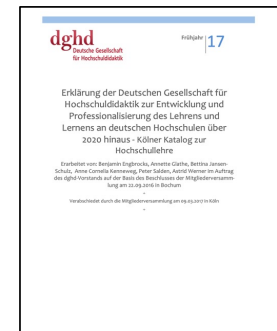 dghd
Deutsche Gesellschaft
für Hochschuldidaktik
Frühjahr 17
Erklärung der Deutschen Gesellschaft für
Hochschuldidaktik zur Entwicklung und
Professionalisierung des Lehrens und
Lernens an deutschen Hochschulen über
2020 hinaus - Kölner Katalog zur
Hochschullehre
Erarbeitet von: Benjamin Engbrocks, Annette Glathe, Bettina Jansen-
Schulz, Anne Cornelia Kenneweg, Peter Salden, Astrid Werner im Auftrag
des dghd-Vorstands auf der Basis des Beschlusses der Mitgliederversamm-
lung am 22.09.2016 in Bochum
-
Verabschiedet durch die Mitgliederversammlung am 09.03.2017 in Köln
-